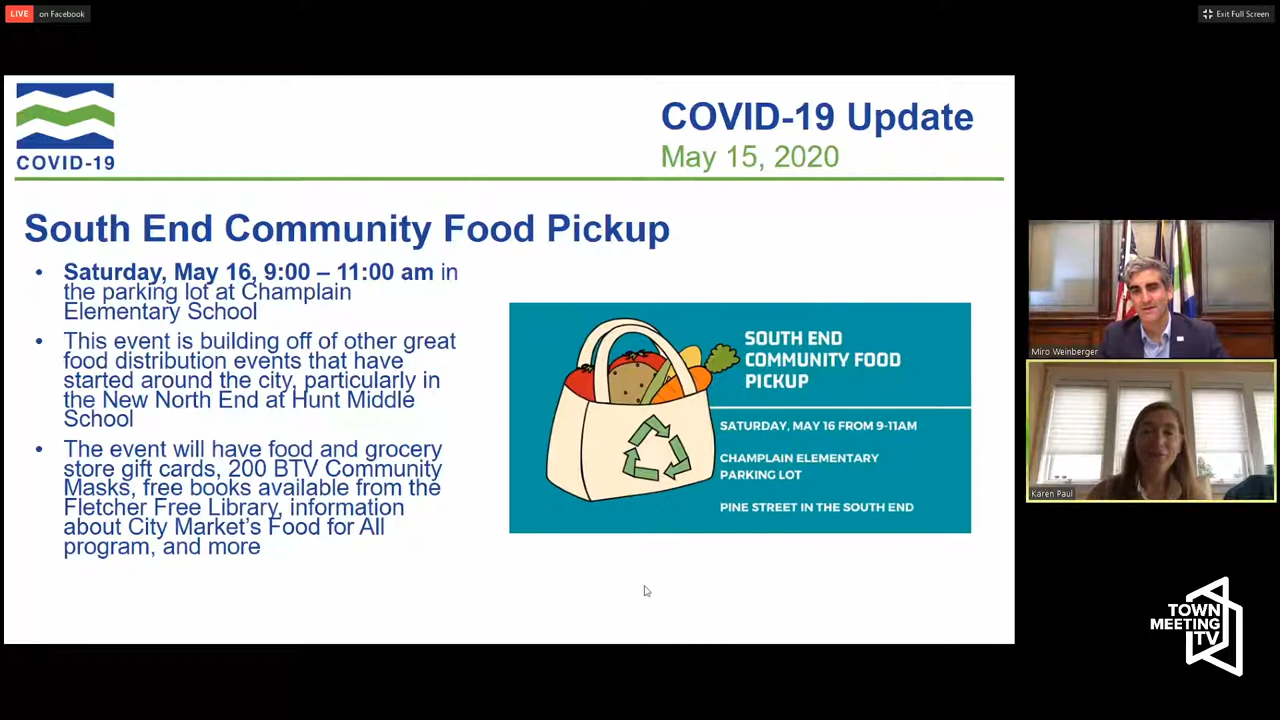 LIVE on Facebook
Exit Full Screen
COVID-19
COVID-19 Update
May 15, 2020
South End Community Food Pickup
• Saturday, May 16, 9:00 – 11:00 am in
the parking lot at Champlain
Elementary School
• This event is building off of other great
food distribution events that have
started around the city, particularly in
the New North End at Hunt Middle
School
• The event will have food and grocery
store gift cards, 200 BTV Community
Masks, free books available from the
Fletcher Free Library, information
about City Market's Food for All
program, and more
SOUTH END
COMMUNITY FOOD
PICKUP
SATURDAY, MAY 16 FROM 9-11AM
CHAMPLAIN ELEMENTARY
PARKING LOT
PINE STREET IN THE SOUTH END
Miro Weinberger
Karen Paul
TOWN
MEETING
TV